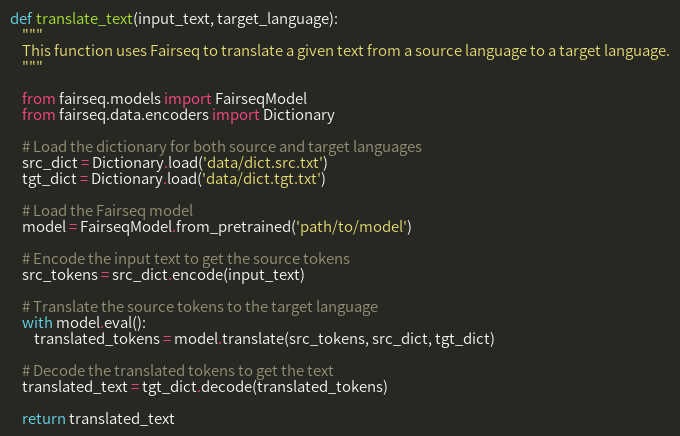 def translate_text(input_text, target_language):
    """
    This function uses Fairseq to translate a given text from a source language to a target language.
    """

    from fairseq.models import FairseqModel
    from fairseq.data.encoders import Dictionary

    # Load the dictionary for both source and target languages
    src_dict = Dictionary.load('data/dict.src.txt')
    tgt_dict = Dictionary.load('data/dict.tgt.txt')

    # Load the Fairseq model
    model = FairseqModel.from_pretrained('path/to/model')

    # Encode the input text to get the source tokens
    src_tokens = src_dict.encode(input_text)

    # Translate the source tokens to the target language
    with model.eval():
        translated_tokens = model.translate(src_tokens, src_dict, tgt_dict)

    # Decode the translated tokens to get the text
    translated_text = tgt_dict.decode(translated_tokens)

    return translated_text